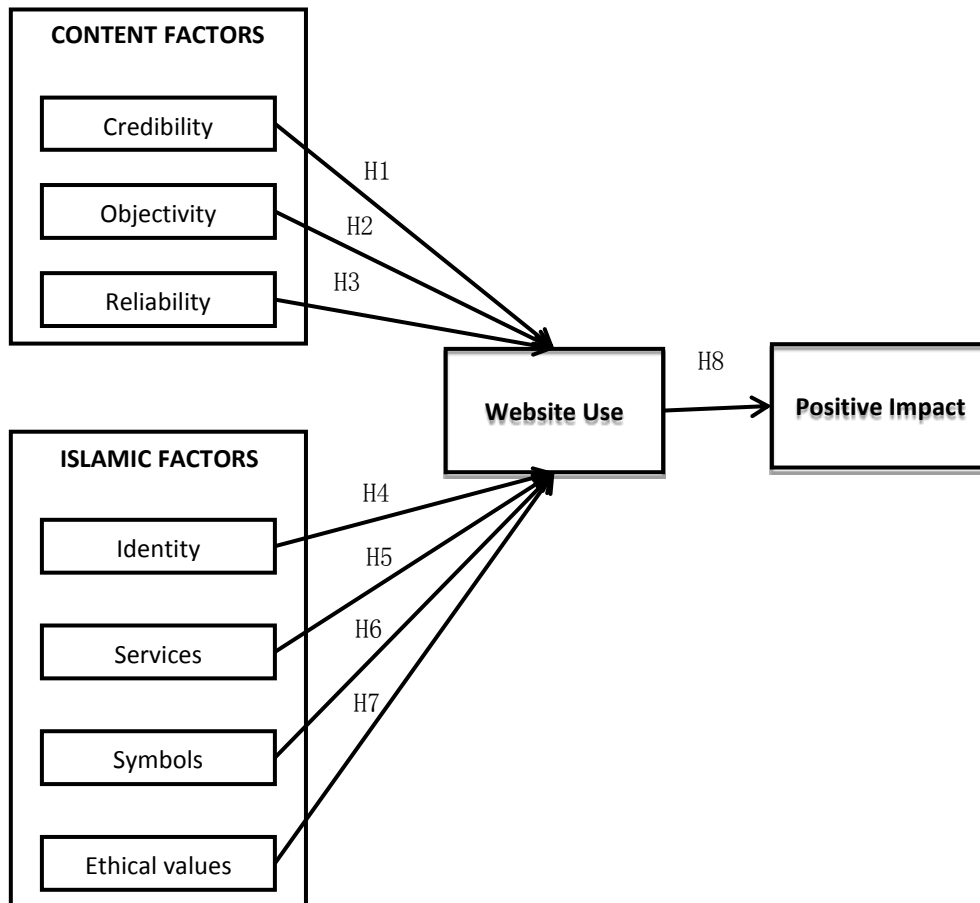 CONTENT FACTORS
Credibility
Objectivity
Reliability
H1
H2
H3
Website Use
H8
Positive Impact
ISLAMIC FACTORS
Identity
Services
Symbols
Ethical values
H4
H5
H6
H7